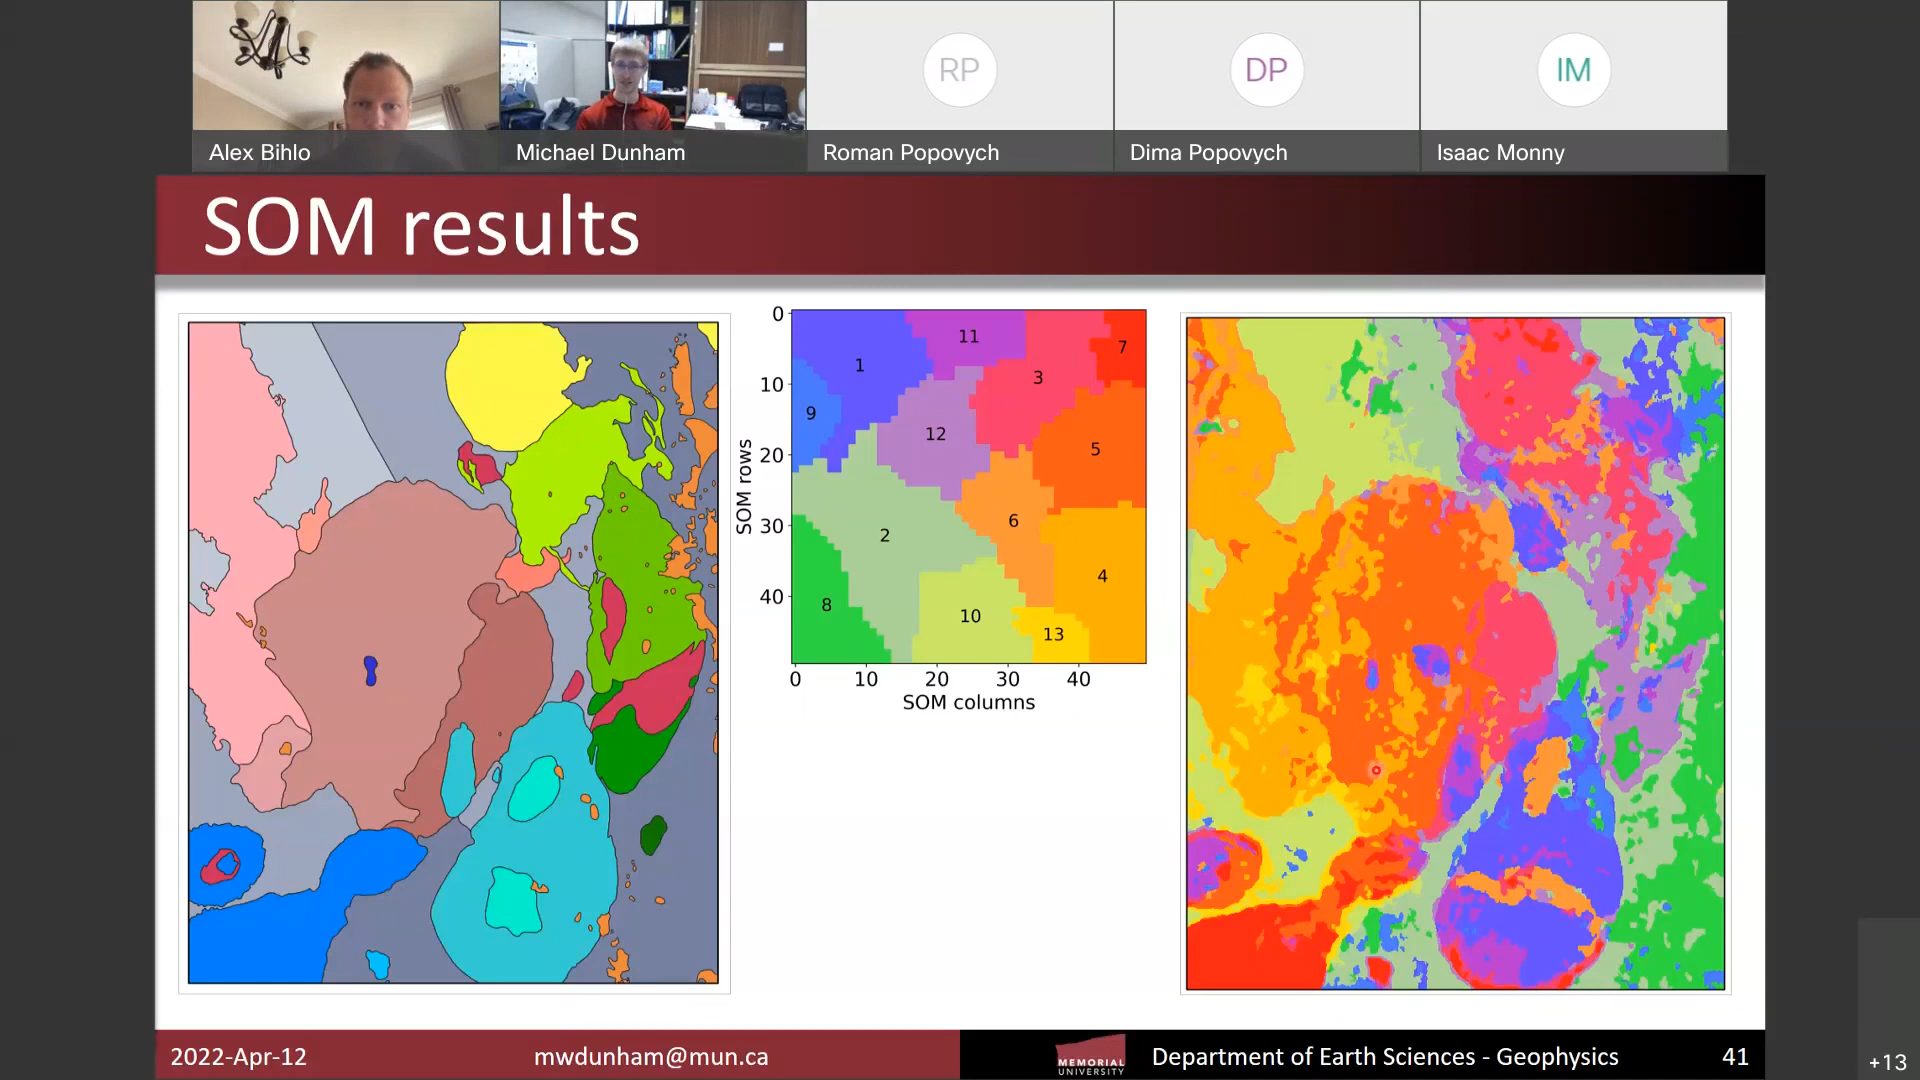 RP
DP
IM
Alex Bihlo
Michael Dunham
Roman Popovych
Dima Popovych
Isaac Monny
SOM results
0
10
20
30
40
SOM rows
1
11
3
7
9
12
5
2
6
4
8
10
13
0 10 20 30 40
SOM columns
2022-Apr-12
mwdunham@mun.ca
MEMORIAL
UNIVERSITY
Department of Earth Sciences - Geophysics
41
+13